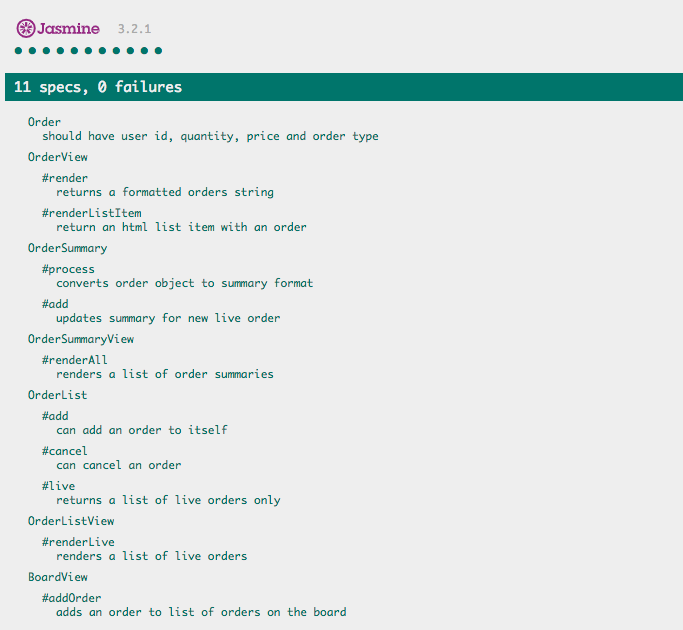 Jasmine 3.2.1
11 specs, 0 failures
Order
should have user id, quantity, price and order type
OrderView
#render
returns a formatted orders string
#renderListItem
return an html list item with an order
OrderSummary
#process
converts order object to summary format
#add
updates summary for new live order
OrderSummaryView
#renderAll
renders a list of order summaries
OrderList
#add
can add an order to itself
#cancel
can cancel an order
#live
returns a list of live orders only
OrderListView
#renderLive
renders a list of live orders
BoardView
#addOrder
adds an order to list of orders on the board